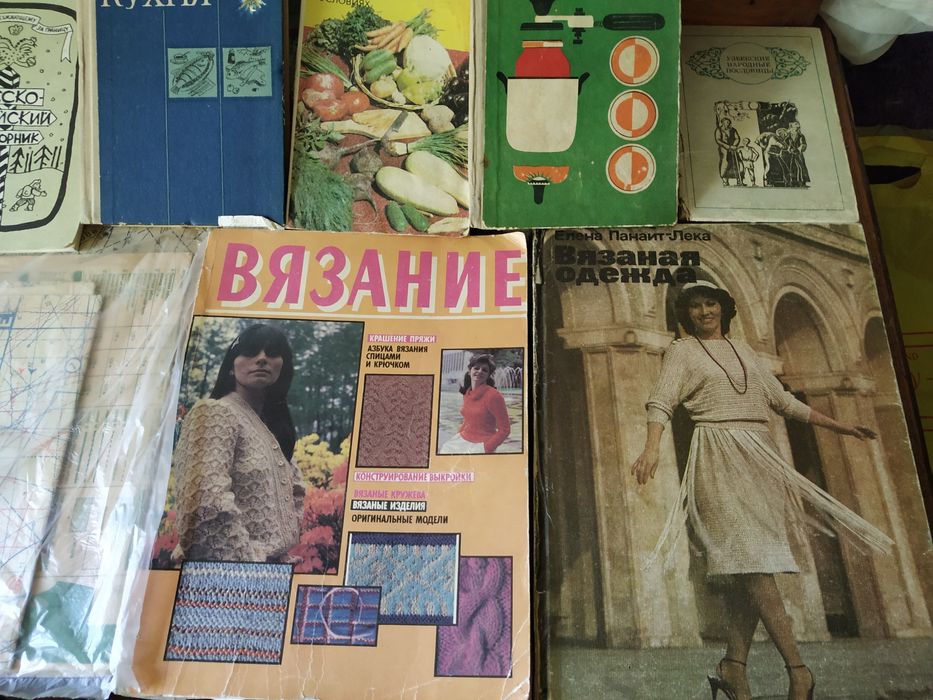 КУХНИ
УСЛОВИЯХ
УЗБЕКСКИЕ
НАРОДНЫЕ
ПОСЛОВИЦЫ
ВЯЗАНИЕ
КРАШЕНИЕ ПРЯЖИ
АЗБУКА ВЯЗАНИЯ
СПИЦАМИ
И КРЮЧКОМ
КОНСТРУИРОВАНИЕ ВЫКРОЙКИ
ВЯЗАНЫЕ КРУЖЕВА
ВЯЗАНЫЕ ИЗДЕЛИЯ
ОРИГИНАЛЬНЫЕ МОДЕЛИ
Елена Панаит-Лека
Вязаная
одежда